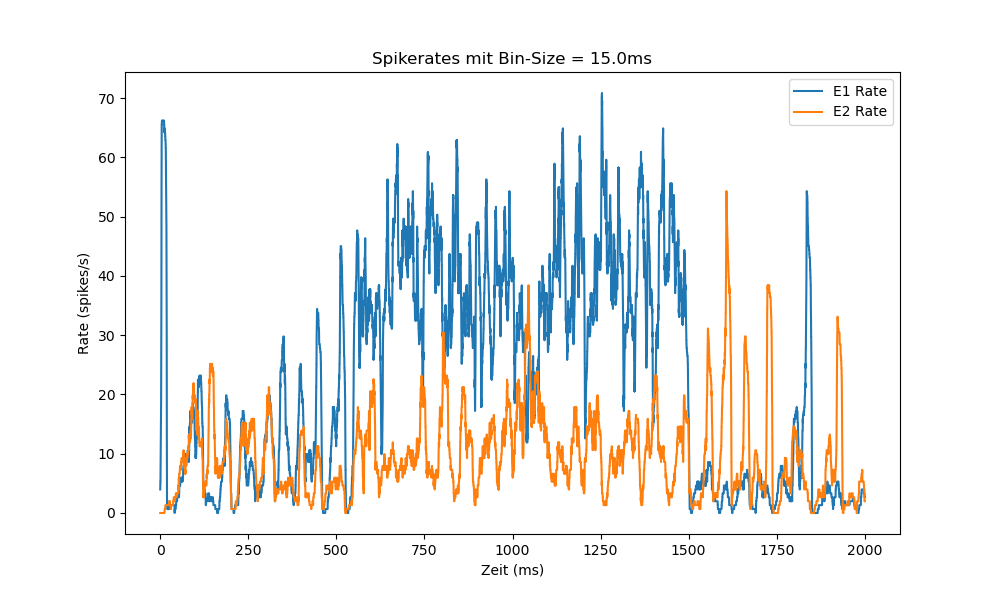 Spikerates mit Bin-Size = 15.0ms
E1 Rate
E2 Rate
Rate (spikes/s)
70
60
50
40
30
20
10
0
0 250 500 750 1000 1250 1500 1750 2000
Zeit (ms)